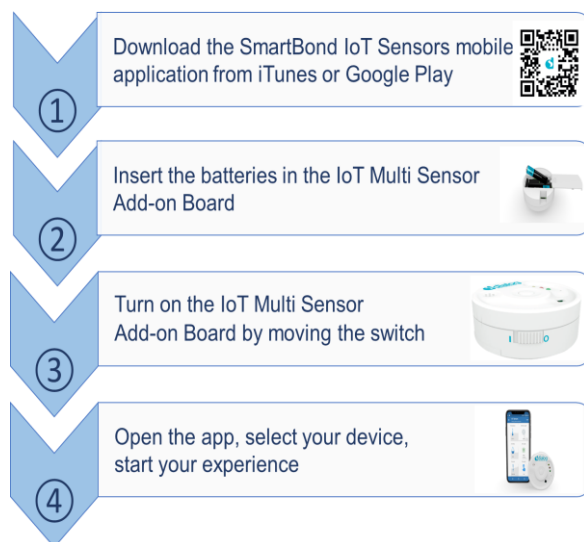 Download the SmartBond IoT Sensors mobile
application from iTunes or Google Play
①
Insert the batteries in the IoT Multi Sensor
Add-on Board
②
Turn on the IoT Multi Sensor
Add-on Board by moving the switch
I O
③
Open the app, select your device,
start your experience
④